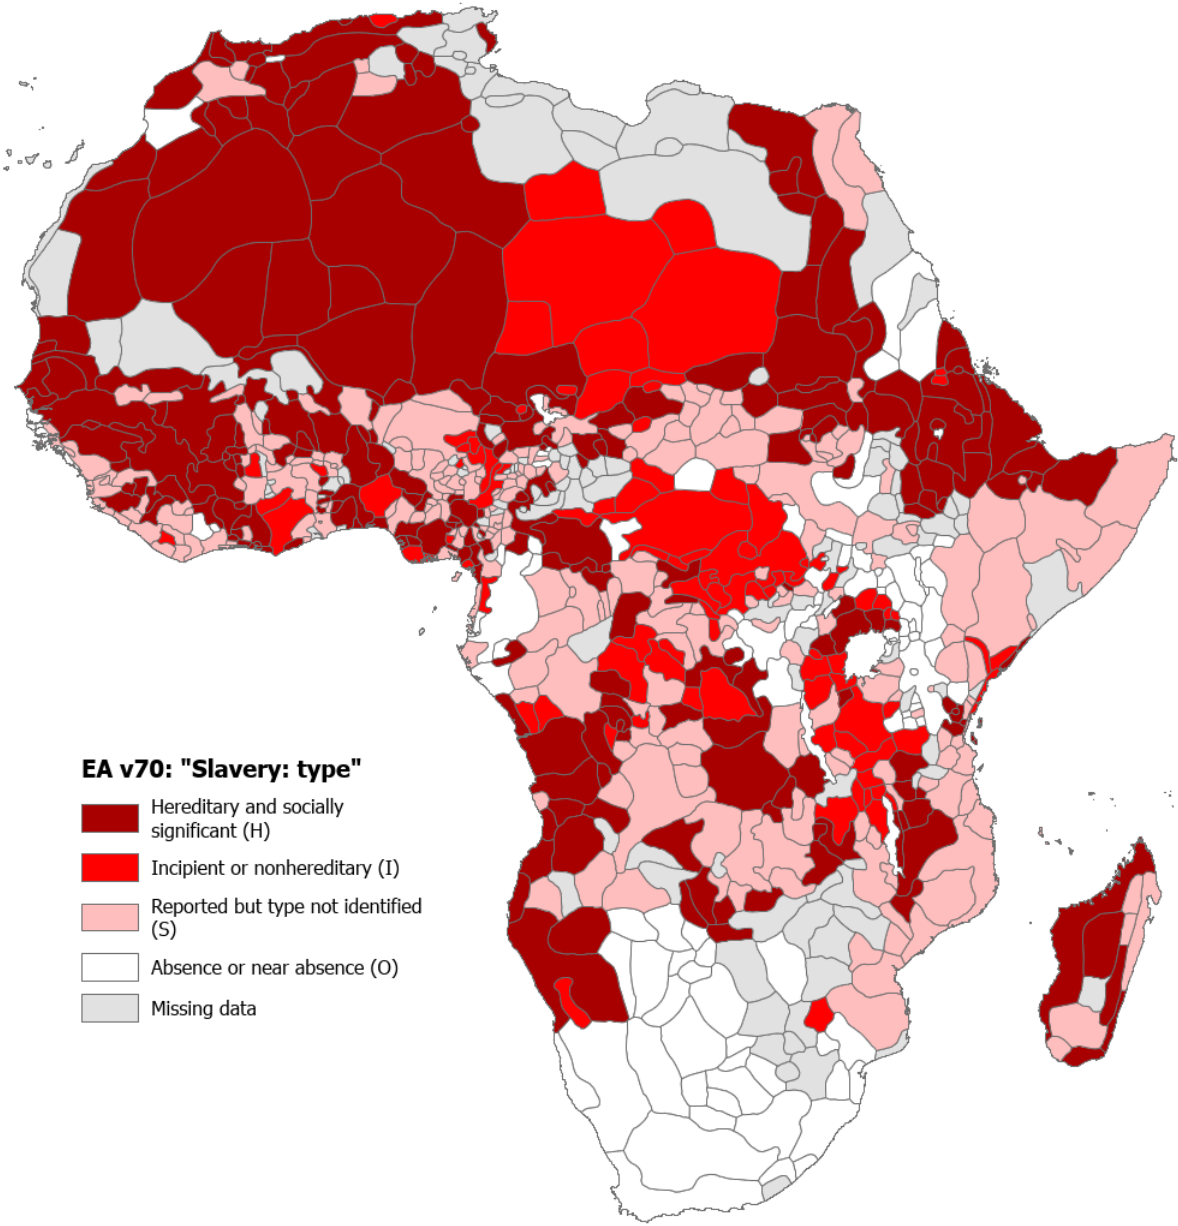 EA v70: "Slavery: type"
Hereditary and socially
significant (H)
Incipient or nonhereditary (I)
Reported but type not identified
(S)
Absence or near absence (O)
Missing data